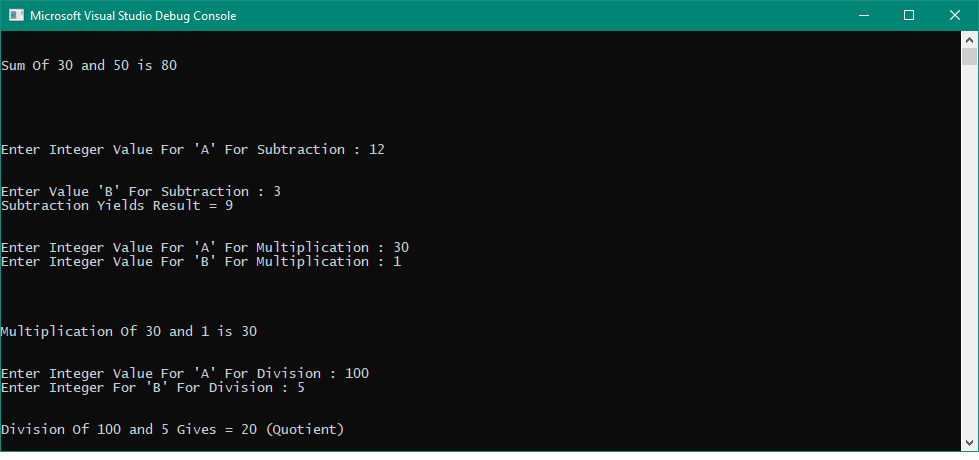 Microsoft Visual Studio Debug Console
Sum Of 30 and 50 is 80
Enter Integer Value For 'A' For Subtraction : 12
Enter Value 'B' For Subtraction : 3
Subtraction Yields Result = 9
Enter Integer Value For 'A' For Multiplication : 30
Enter Integer Value For 'B' For Multiplication : 1
Multiplication Of 30 and 1 is 30
Enter Integer Value For 'A' For Division : 100
Enter Integer For 'B' For Division : 5
Division Of 100 and 5 Gives = 20 (Quotient)